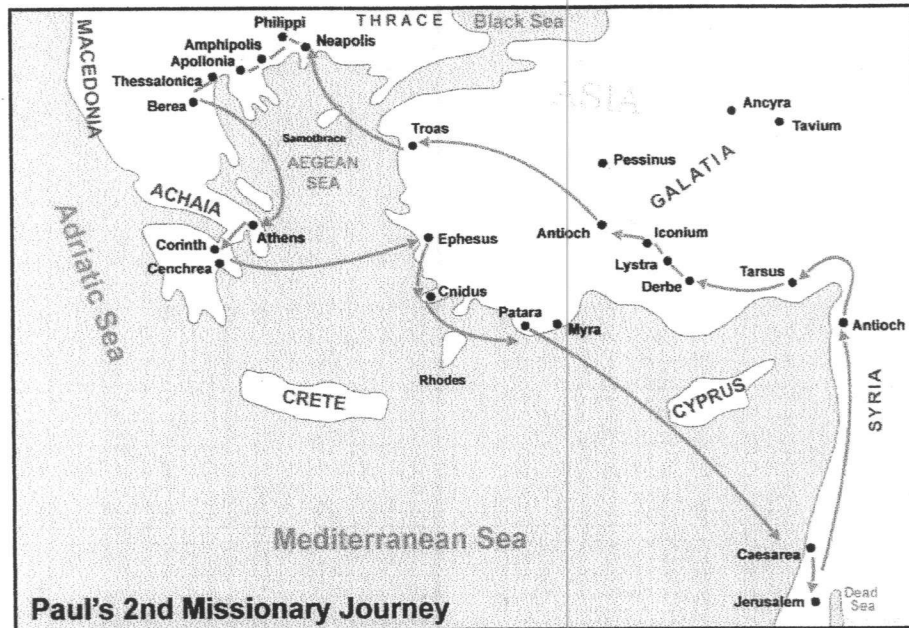 THRACE
Black Sea
Philippi
Neapolis
Amphipolis
Apollonia
Thessalonica
Berea
MACEDONIA
ASIA
Ancyra
Tavium
Troas
Samothrace
AEGEAN
SEA
Pessinus
GALATIA
ACHAIA
Athens
Corinth
Cenchrea
Adriatic Sea
Ephesus
Antioch
Iconium
Lystra
Derbe
Tarsus
Cnidus
Patara
Myra
Antioch
Rhodes
CRETE
CYPRUS
SYRIA
Mediterranean Sea
Caesarea
Jerusalem
Dead
Sea
Paul's 2nd Missionary Journey